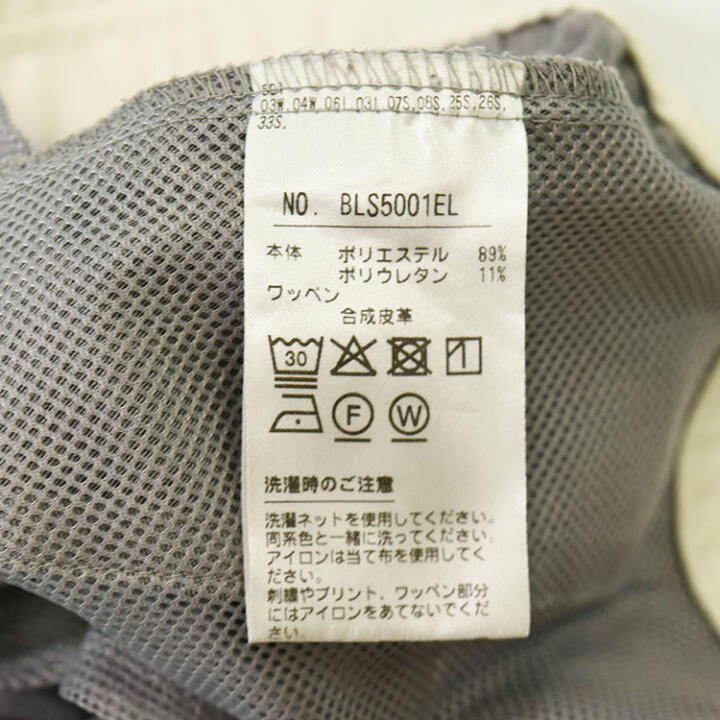 03W, 04W, 06I, 03J, 07S, 08S, 25S, 26S,
33S,
NO. BLS5001EL
本体 ポリエステル 89%
ポリウレタン 11%
ワッペン
合成皮革
30
F W
洗濯時のご注意
洗濯ネットを使用してください。
同系色と一緒に洗ってください。
アイロンは当て布を使用してく
ださい。
刺繍やプリント、ワッペン部分
にはアイロンをあてないでくだ
さい。